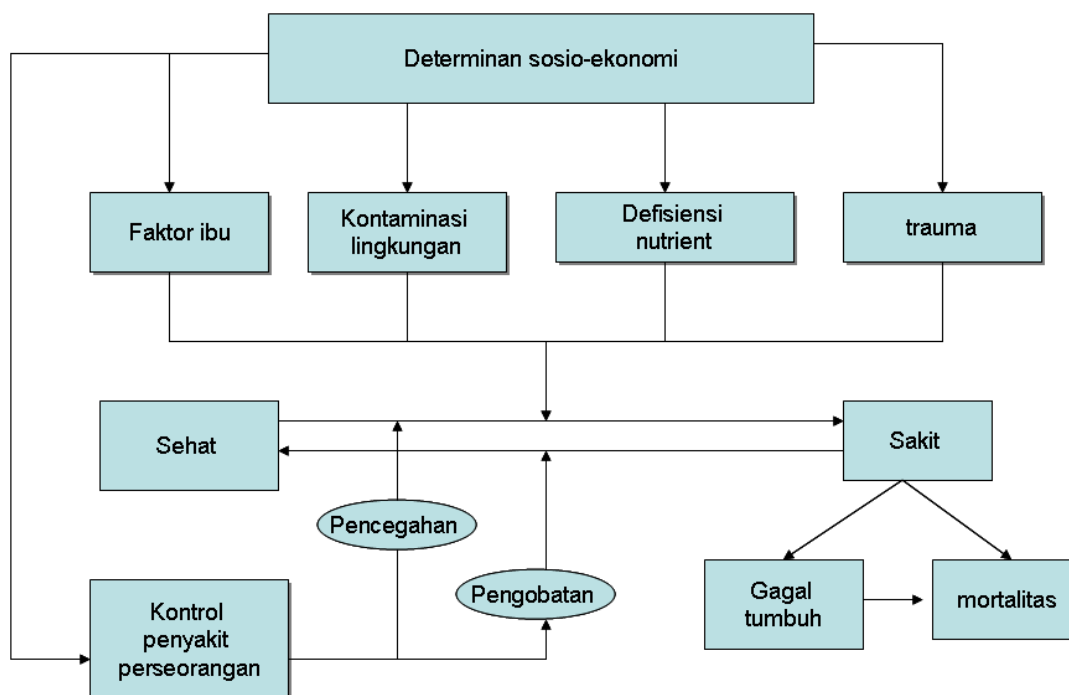 Determinan sosio-ekonomi
Faktor ibu
Kontaminasi
lingkungan
Defisiensi
nutrient
trauma
Sehat
Sakit
Pencegahan
Pengobatan
Gagal
tumbuh
mortalitas
Kontrol
penyakit
perseorangan